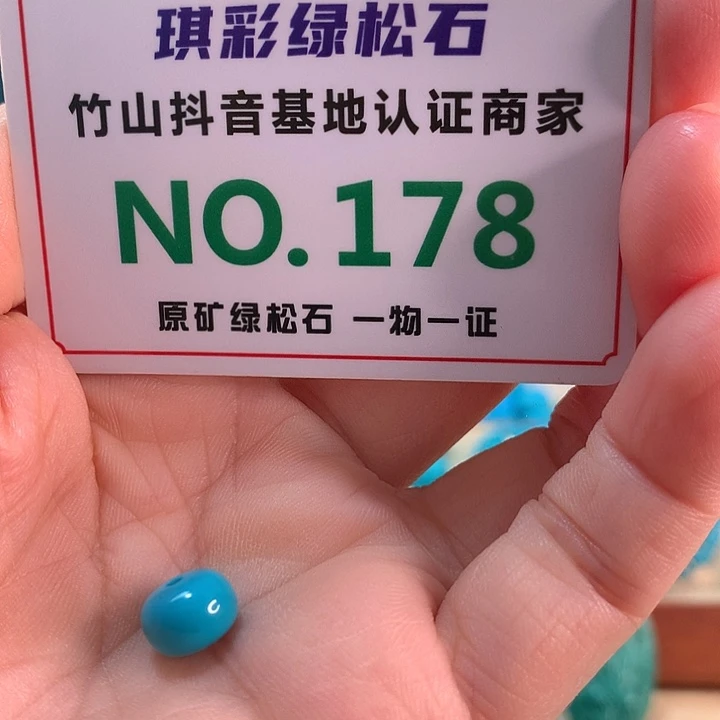 琪彩绿松石
竹山抖音基地认证商家
NO.178
原矿绿松石 一物一证